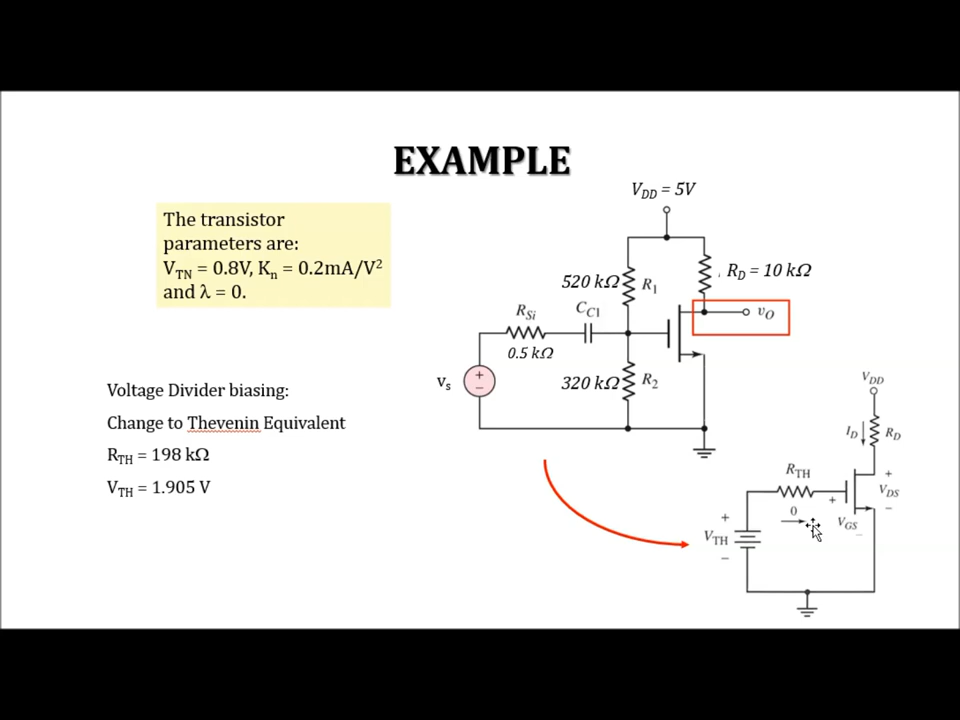 EXAMPLE
The transistor
parameters are:
V_TN = 0.8V, K_n = 0.2mA/V²
and λ = 0.
Voltage Divider biasing:
Change to Thevenin Equivalent
R_TH = 198 kΩ
V_TH = 1.905 V
V_DD = 5V
520 kΩ R_1
R_D = 10 kΩ
R_Si
C_C1
v_O
0.5 kΩ
v_s
+
−
320 kΩ R_2
V_DD
I_D
R_D
R_TH
+
V_DS
−
0
+
V_GS
−
+
V_TH
−